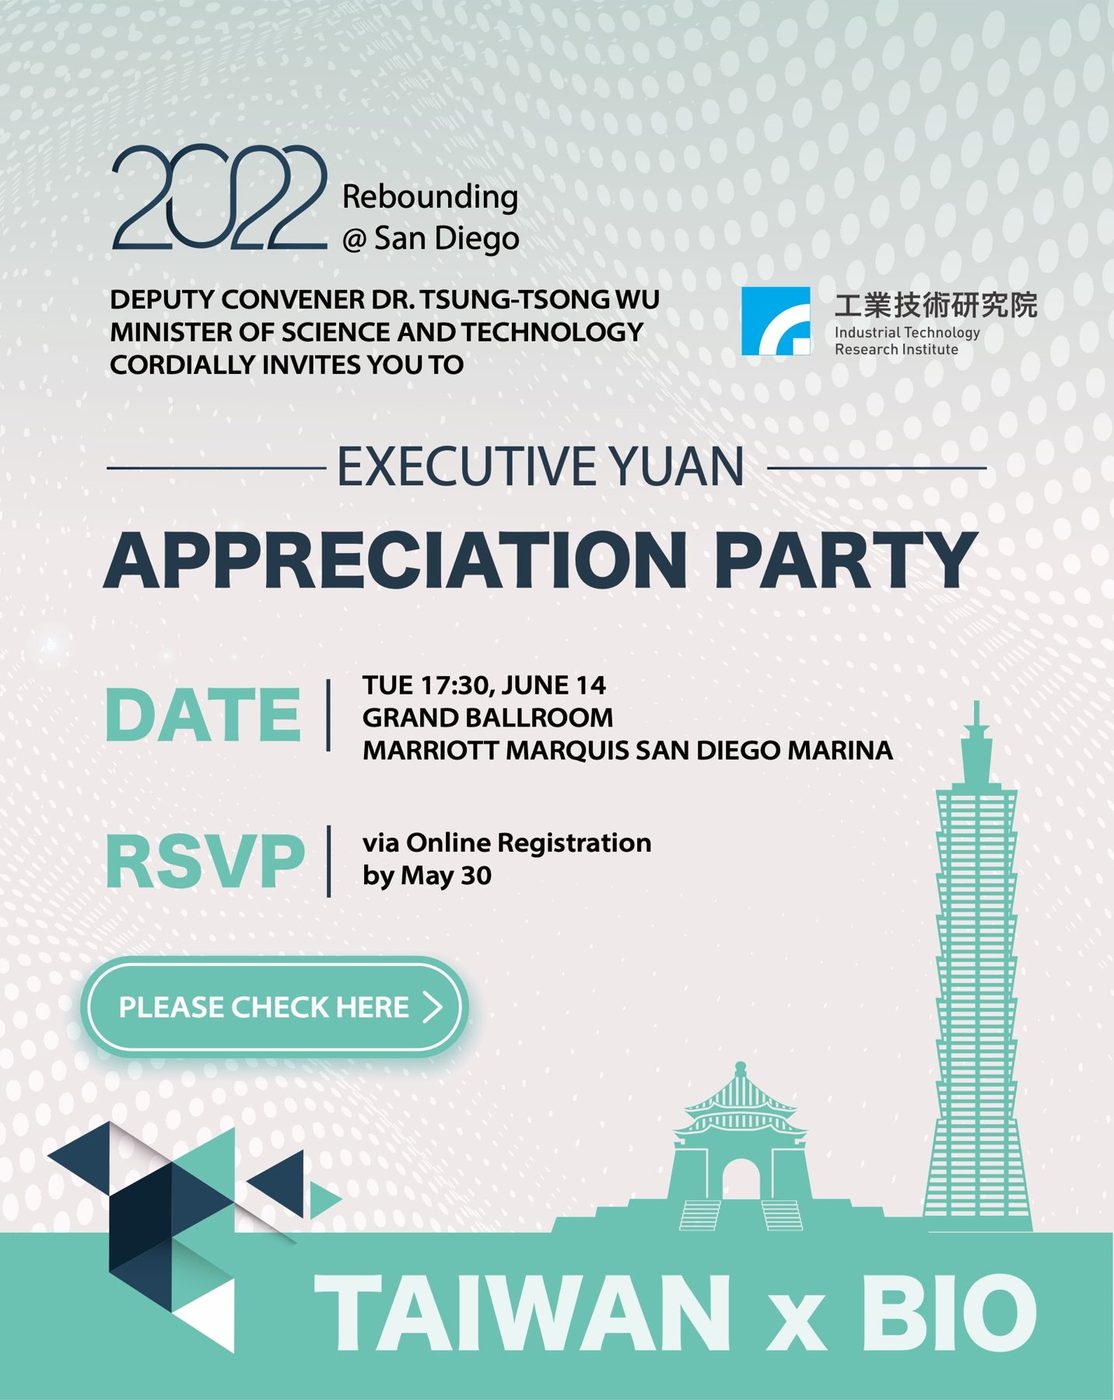 2022
Rebounding
@ San Diego
DEPUTY CONVENER DR. TSUNG-TSONG WU
MINISTER OF SCIENCE AND TECHNOLOGY
CORDIALLY INVITES YOU TO
工業技術研究院
Industrial Technology
Research Institute
EXECUTIVE YUAN
APPRECIATION PARTY
DATE
TUE 17:30, JUNE 14
GRAND BALLROOM
MARRIOTT MARQUIS SAN DIEGO MARINA
RSVP
via Online Registration
by May 30
PLEASE CHECK HERE
TAIWAN x BIO